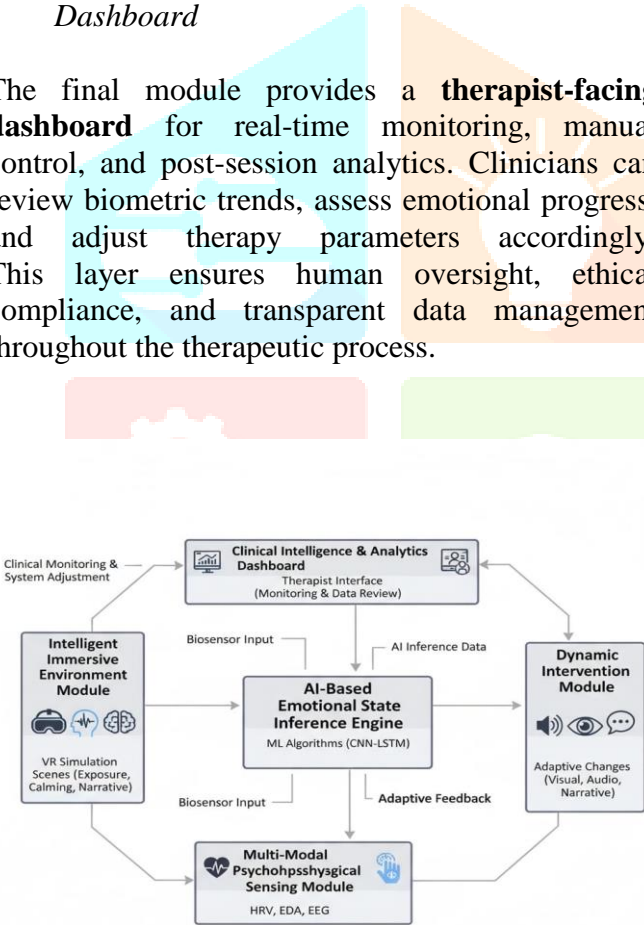 Dashboard
The final module provides a therapist-facing
dashboard for real-time monitoring, manua
control, and post-session analytics. Clinicians can
review biometric trends, assess emotional progress
and adjust therapy parameters accordingly
This layer ensures human oversight, ethica
compliance, and transparent data managemen
throughout the therapeutic process.
Clinical Monitoring &
System Adjustment
Clinical Intelligence & Analytics
Dashboard
Therapist Interface
(Monitoring & Data Review)
Biosensor Input
AI Inference Data
Intelligent
Immersive
Environment
Module
VR Simulation
Scenes (Exposure,
Calming, Narrative)
AI-Based
Emotional State
Inference Engine
ML Algorithms (CNN-LSTM)
Dynamic
Intervention
Module
Adaptive Changes
(Visual, Audio,
Narrative)
Biosensor Input
Adaptive Feedback
Multi-Modal
Psychohpsshysgical
Sensing Module
HRV, EDA, EEG